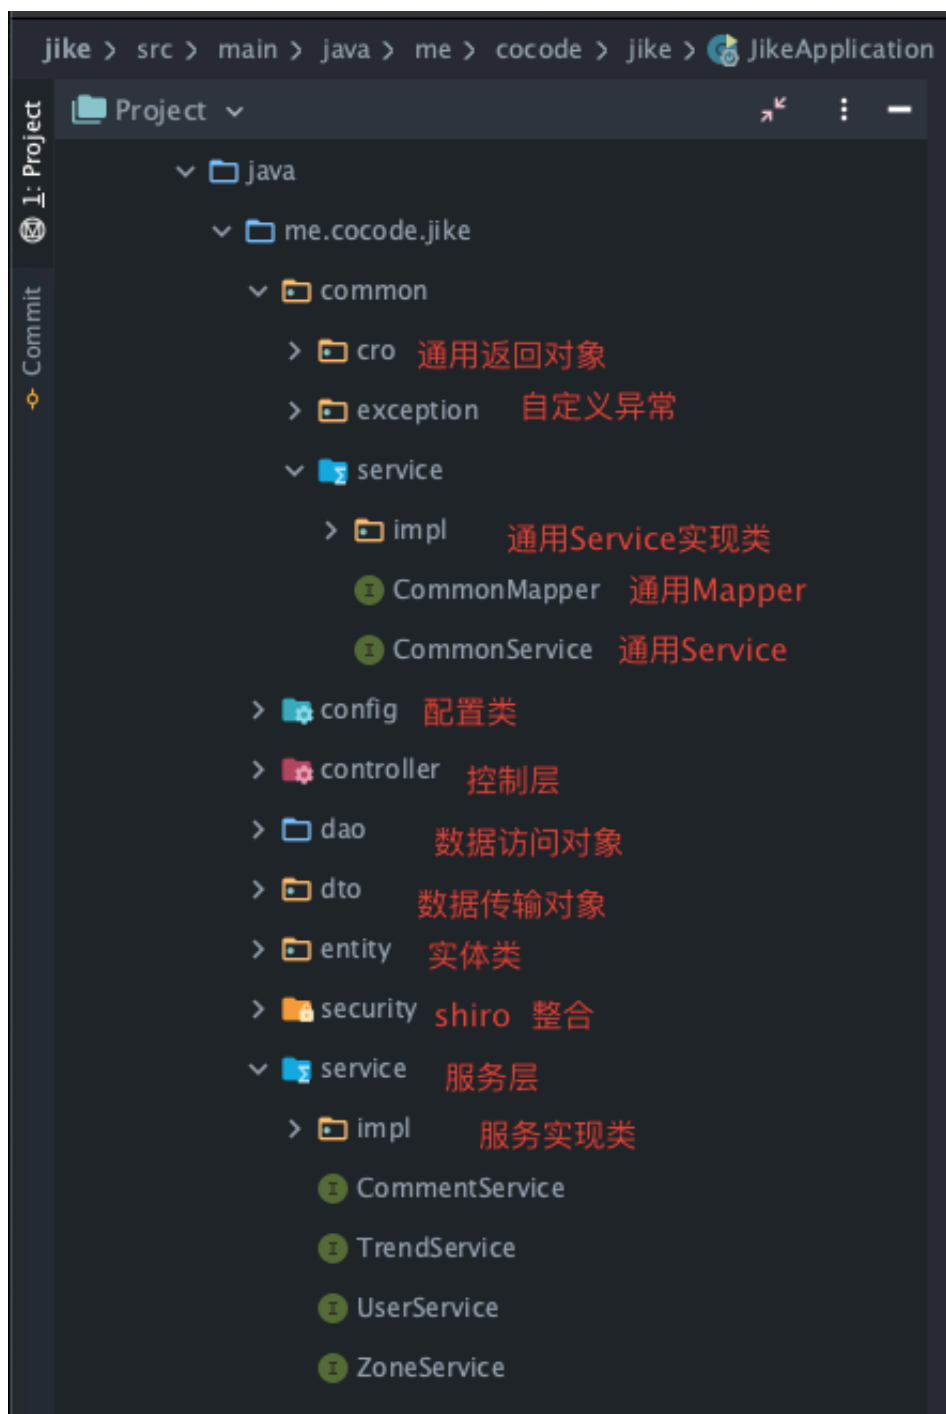 jike > src > main > java > me > cocode > jike > JikeApplication
1: Project
Commit
Project
java
me.cocode.jike
common
cro 通用返回对象
exception 自定义异常
service
impl 通用Service实现类
CommonMapper 通用Mapper
CommonService 通用Service
config 配置类
controller 控制层
dao 数据访问对象
dto 数据传输对象
entity 实体类
security shiro 整合
service 服务层
impl 服务实现类
CommentService
TrendService
UserService
ZoneService